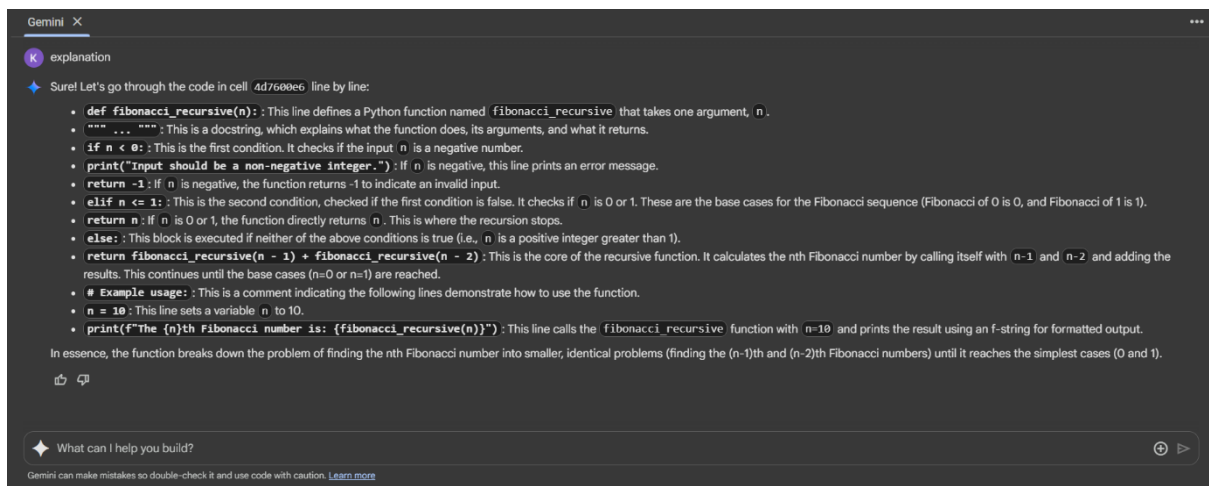 Gemini
K explanation
Sure! Let's go through the code in cell 4d7600e6 line by line:
• def fibonacci_recursive(n): : This line defines a Python function named fibonacci_recursive that takes one argument, n .
• """ ... """ : This is a docstring, which explains what the function does, its arguments, and what it returns.
• if n < 0: : This is the first condition. It checks if the input n is a negative number.
• print("Input should be a non-negative integer.") : If n is negative, this line prints an error message.
• return -1 : If n is negative, the function returns -1 to indicate an invalid input.
• elif n <= 1: : This is the second condition, checked if the first condition is false. It checks if n is 0 or 1. These are the base cases for the Fibonacci sequence (Fibonacci of 0 is 0, and Fibonacci of 1 is 1).
• return n : If n is 0 or 1, the function directly returns n . This is where the recursion stops.
• else: : This block is executed if neither of the above conditions is true (i.e., n is a positive integer greater than 1).
• return fibonacci_recursive(n - 1) + fibonacci_recursive(n - 2) : This is the core of the recursive function. It calculates the nth Fibonacci number by calling itself with n-1 and n-2 and adding the
results. This continues until the base cases (n=0 or n=1) are reached.
• # Example usage: : This is a comment indicating the following lines demonstrate how to use the function.
• n = 10 : This line sets a variable n to 10.
• print(f"The {n}th Fibonacci number is: {fibonacci_recursive(n)}") : This line calls the fibonacci_recursive function with n=10 and prints the result using an f-string for formatted output.
In essence, the function breaks down the problem of finding the nth Fibonacci number into smaller, identical problems (finding the (n-1)th and (n-2)th Fibonacci numbers) until it reaches the simplest cases (0 and 1).
What can I help you build?
Gemini can make mistakes so double-check it and use code with caution. Learn more